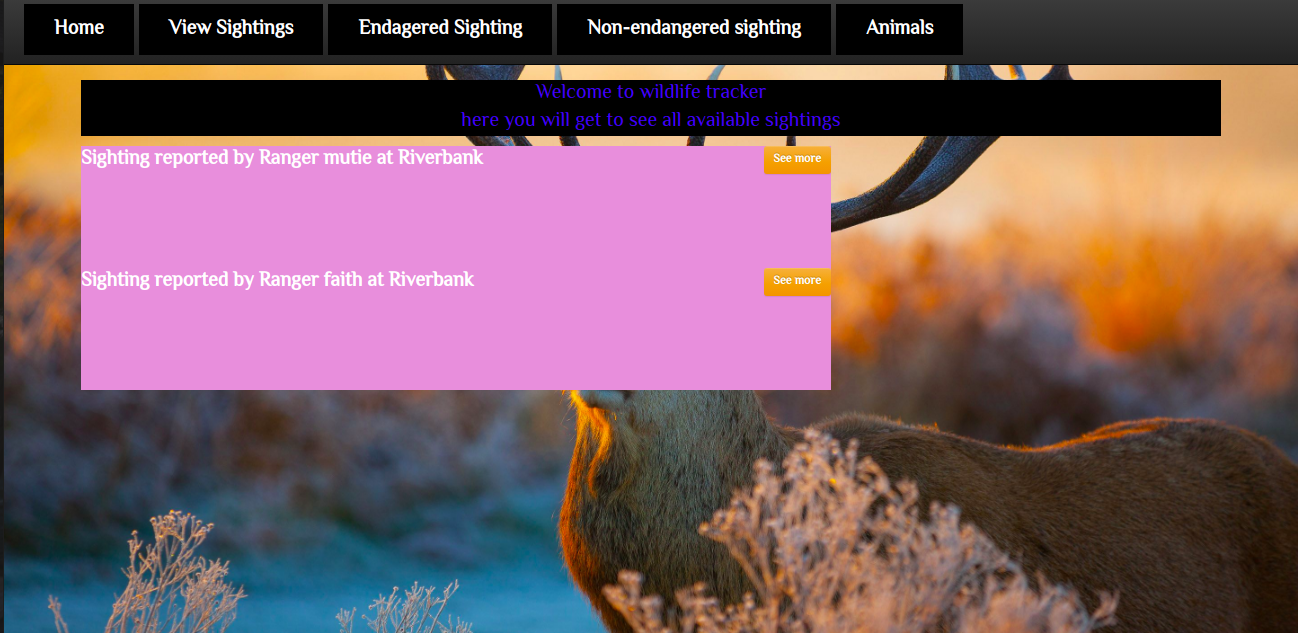 Home View Sightings Endagered Sighting Non-endangered sighting Animals
Welcome to wildlife tracker
here you will get to see all available sightings
Sighting reported by Ranger mutie at Riverbank See more
Sighting reported by Ranger faith at Riverbank See more